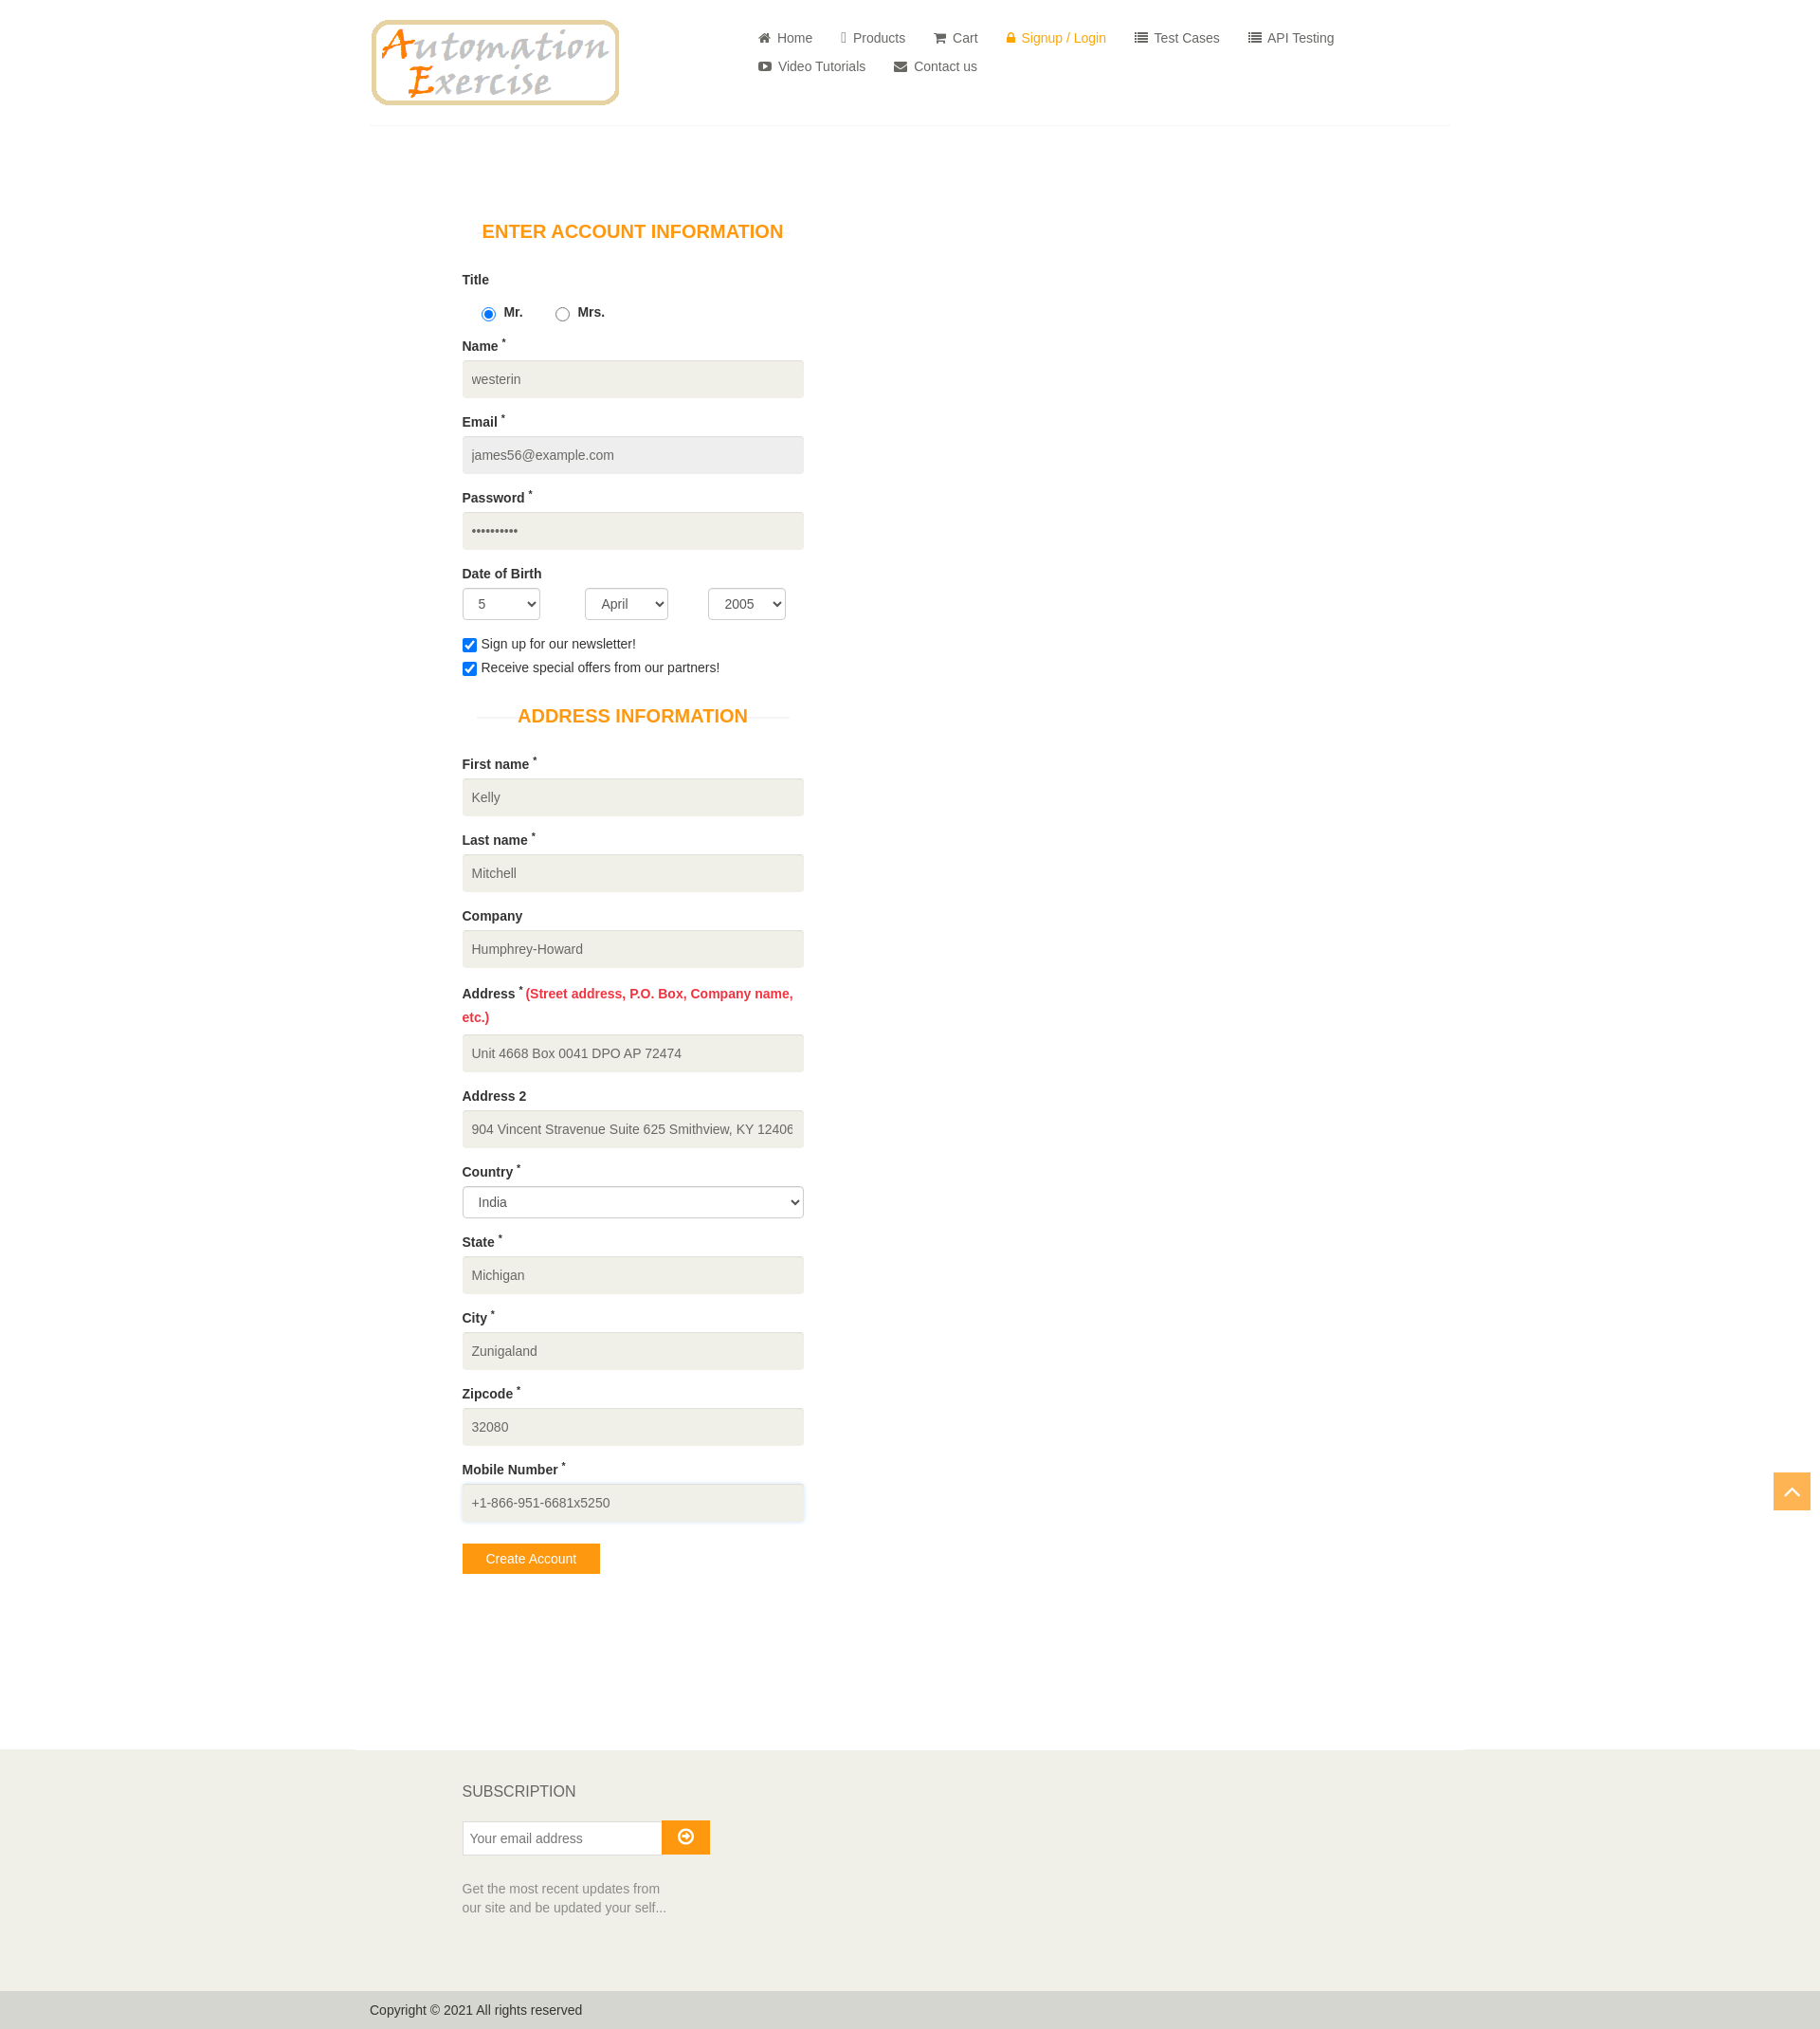 Automation
Exercise
Home Products Cart Signup / Login Test Cases API Testing
Video Tutorials Contact us
ENTER ACCOUNT INFORMATION
Title
Mr. Mrs.
Name *
westerin
Email *
james56@example.com
Password *
••••••••••
Date of Birth
5 April 2005
Sign up for our newsletter!
Receive special offers from our partners!
ADDRESS INFORMATION
First name *
Kelly
Last name *
Mitchell
Company
Humphrey-Howard
Address * (Street address, P.O. Box, Company name,
etc.)
Unit 4668 Box 0041 DPO AP 72474
Address 2
904 Vincent Stravenue Suite 625 Smithview, KY 12406
Country *
India
State *
Michigan
City *
Zunigaland
Zipcode *
32080
Mobile Number *
+1-866-951-6681x5250
Create Account
SUBSCRIPTION
Your email address
Get the most recent updates from
our site and be updated your self...
Copyright © 2021 All rights reserved